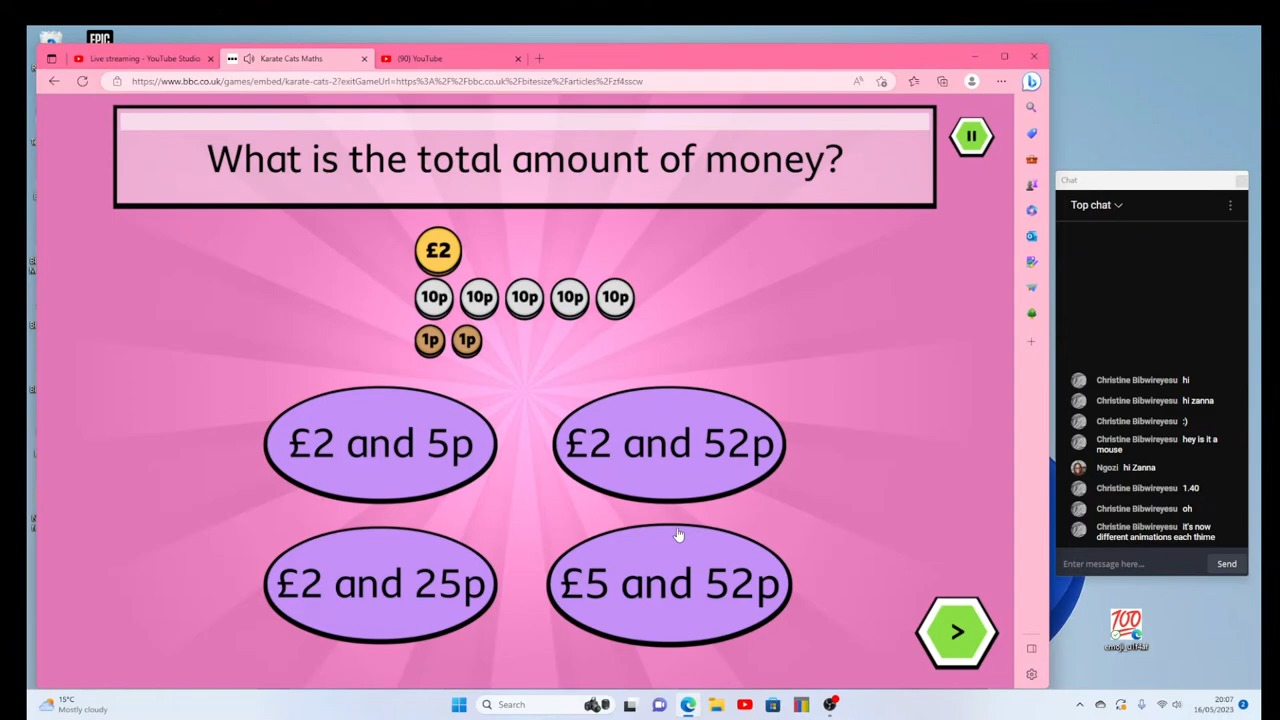 EPIC
Live streaming - YouTube Studio
Karate Cats Maths
(90) YouTube
https://www.bbc.co.uk/games/embed/karate-cats-2?exitGameUrl=https%3A%2F%2Fbbc.co.uk%2Fbitesize%2Farticles%2Fzf4sscw
What is the total amount of money?
£2
10p 10p 10p 10p 10p
1p 1p
£2 and 5p
£2 and 52p
£2 and 25p
£5 and 52p
>
Chat
Top chat
Christine Bibwireyesu hi
Christine Bibwireyesu hi zanna
Christine Bibwireyesu :)
Christine Bibwireyesu hey is it a
mouse
Ngozi hi Zanna
Christine Bibwireyesu 1.40
Christine Bibwireyesu oh
Christine Bibwireyesu it's now
different animations each thime
Enter message here...
Send
100
emoji_u1f4af
15°C
Mostly cloudy
Search
20:07
16/05/2023
2